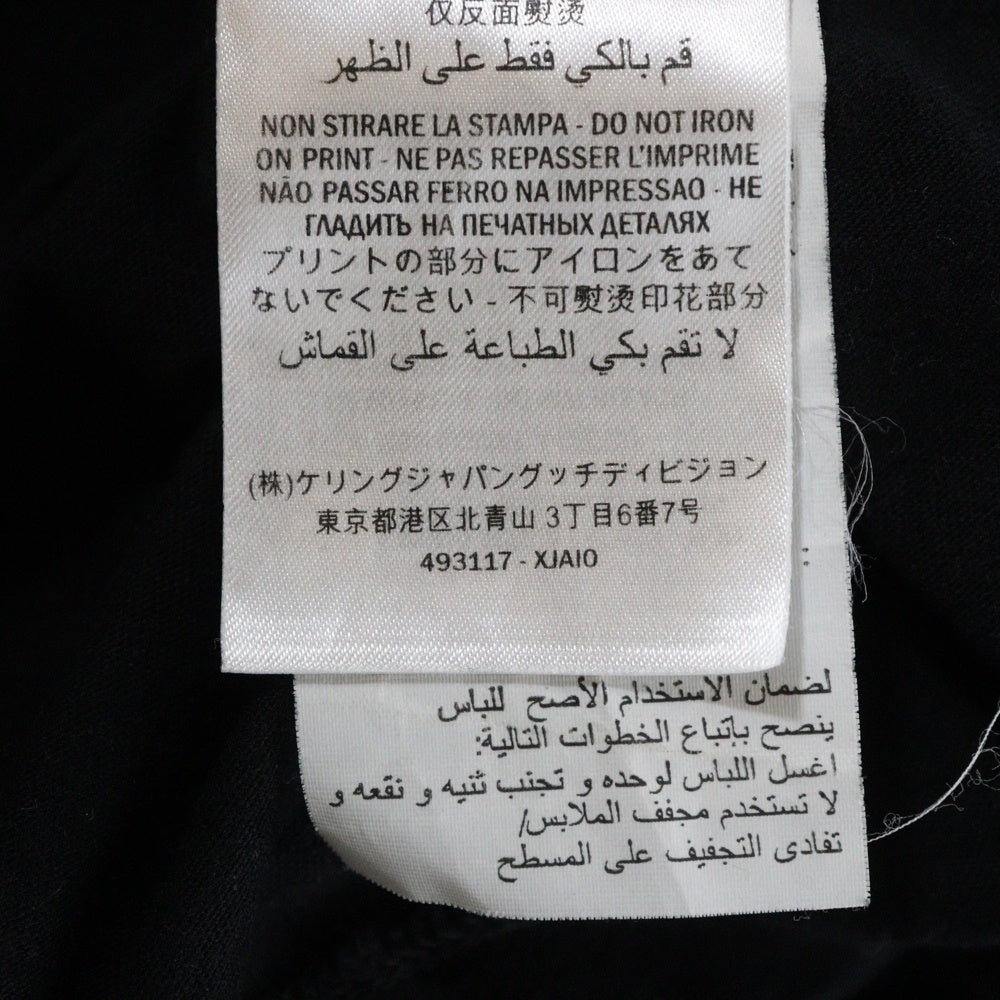 仅反面熨烫
قم بالكي فقط على الظهر
NON STIRARE LA STAMPA - DO NOT IRON
ON PRINT - NE PAS REPASSER L'IMPRIME
NÃO PASSAR FERRO NA IMPRESSAO - НЕ
ГЛАДИТЬ НА ПЕЧАТНЫХ ДЕТАЛЯХ
プリントの部分にアイロンをあて
ないでください - 不可熨烫印花部分
لا تقم بكي الطباعة على القماش
(株)ケリングジャパングッチディビジョン
東京都港区北青山 3丁目6番7号
493117 - XJAIO
لضمان الاستخدام الأصح للباس
ينصح بإتباع الخطوات التالية:
اغسل اللباس لوحده و تجنب ثنيه و نقعه و
لا تستخدم مجفف الملابس/
تفادى التجفيف على المسطح